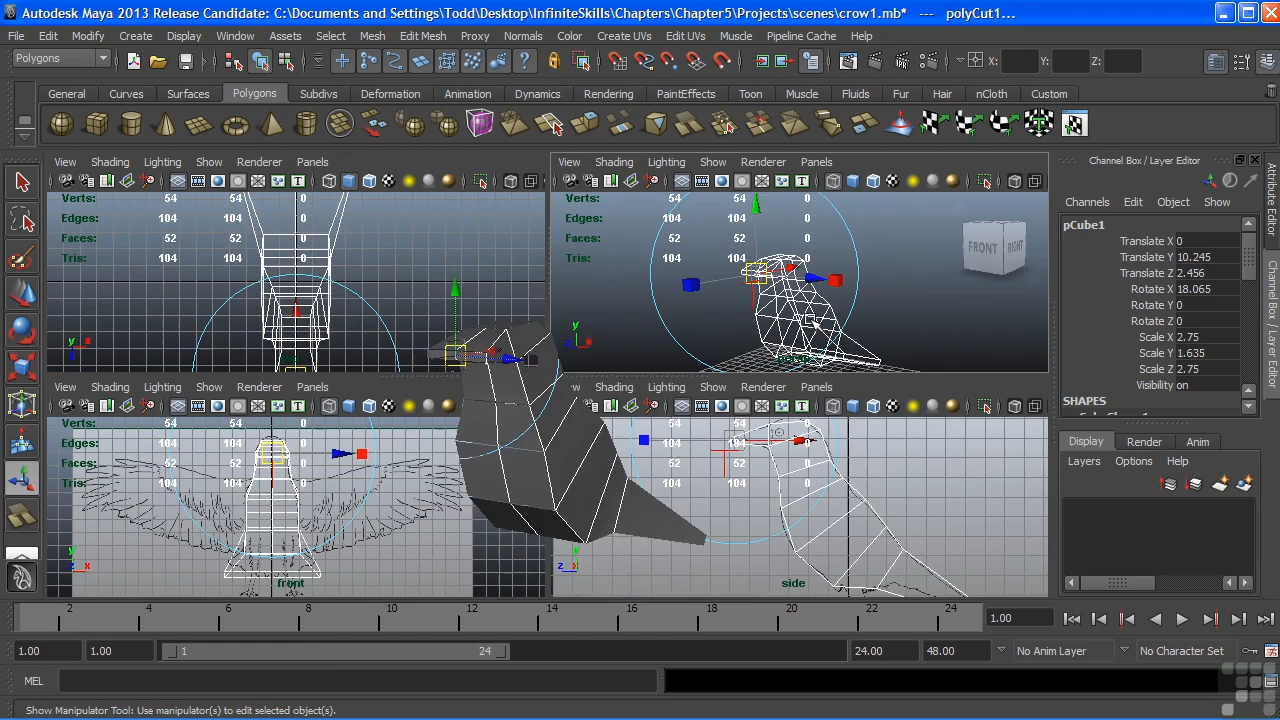 Autodesk Maya 2013 Release Candidate: C:\Documents and Settings\Todd\Desktop\InfiniteSkills\Chapters\Chapter5\Projects\scenes\crow1.mb* --- polyCut1...
File Edit Modify Create Display Window Assets Select Mesh Edit Mesh Proxy Normals Color Create UVs Edit UVs Muscle Pipeline Cache Help
Polygons X: Y: Z:
General Curves Surfaces Polygons Subdivs Deformation Animation Dynamics Rendering PaintEffects Toon Muscle Fluids Fur Hair nCloth Custom
View Shading Lighting Show Renderer Panels
Verts: 54 54 0
Edges: 104 104 0
Faces: 52 52 0
Tris: 104 104 0
y
z x
View Shading Lighting Show Renderer Panels
Verts: 54 54 0
Edges: 104 104 0
Faces: 52 52 0
Tris: 104 104 0
FRONT RIGHT
y
z x
View Shading Lighting Show Renderer Panels
Verts: 54 54 0
Edges: 104 104 0
Faces: 52 52 0
Tris: 104 104 0
y
z x
front
Shading Lighting Show Renderer Panels
54 54 0
104 104 0
52 52 0
104 104 0
y
side
Channel Box / Layer Editor
Channels Edit Object Show
pCube1
Translate X 0
Translate Y 10.245
Translate Z 2.456
Rotate X 18.065
Rotate Y 0
Rotate Z 0
Scale X 2.75
Scale Y 1.635
Scale Z 2.75
Visibility on
SHAPES
Display Render Anim
Layers Options Help
Attribute Editor
Channel Box / Layer Editor
2 4 6 8 10 12 14 16 18 20 22 24
1.00
1.00 1.00 1 24 24.00 48.00 No Anim Layer No Character Set
MEL
Show Manipulator Tool: Use manipulator(s) to edit selected object(s).